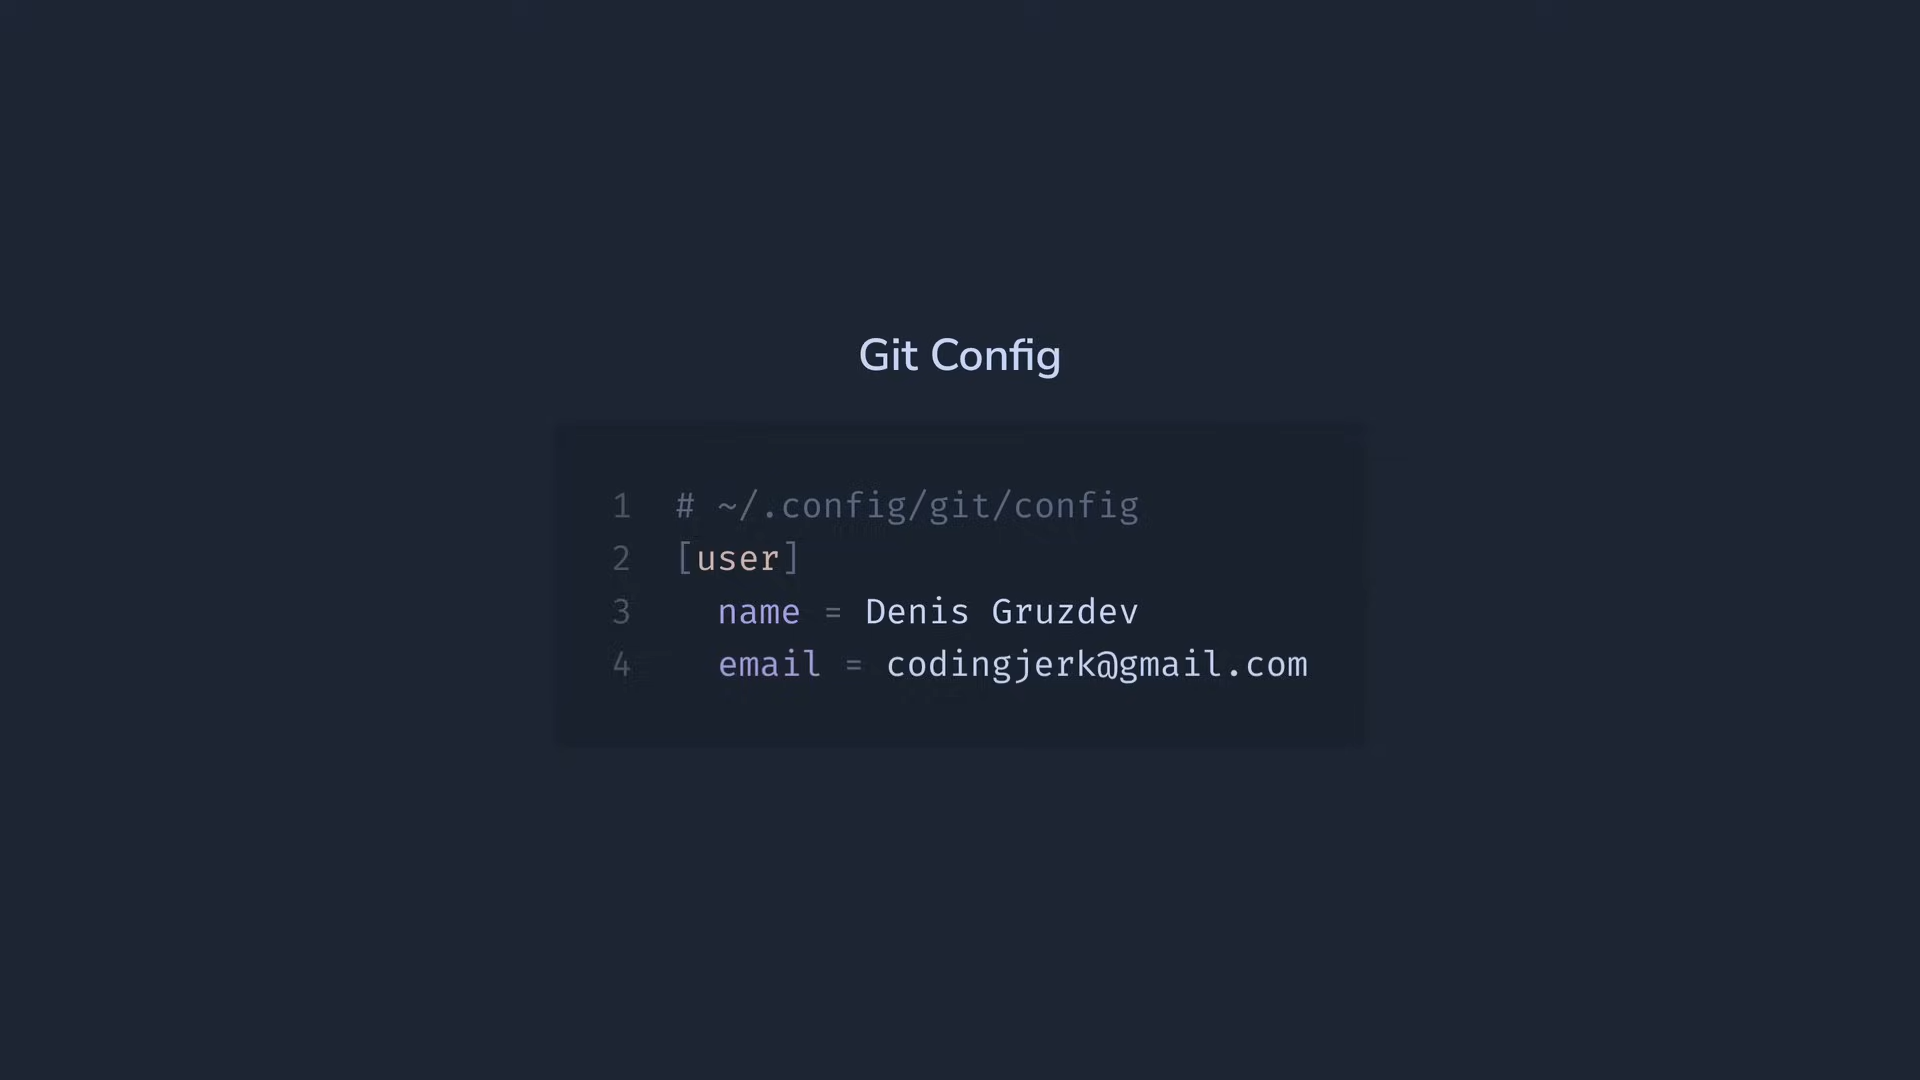 Git Config
1 # ~/.config/git/config
2 [user]
3   name = Denis Gruzdev
4   email = codingjerk@gmail.com